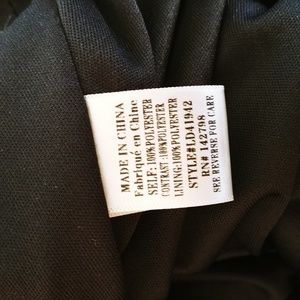 MADE IN CHINA
Fabriqué en Chine
SELF: 100%POLYESTER
CONTRAST :100%POLYESTER
LINING:100%POLYESTER
STYLE#LD41942
RN# 142798
SEE REVERSE FOR CARE